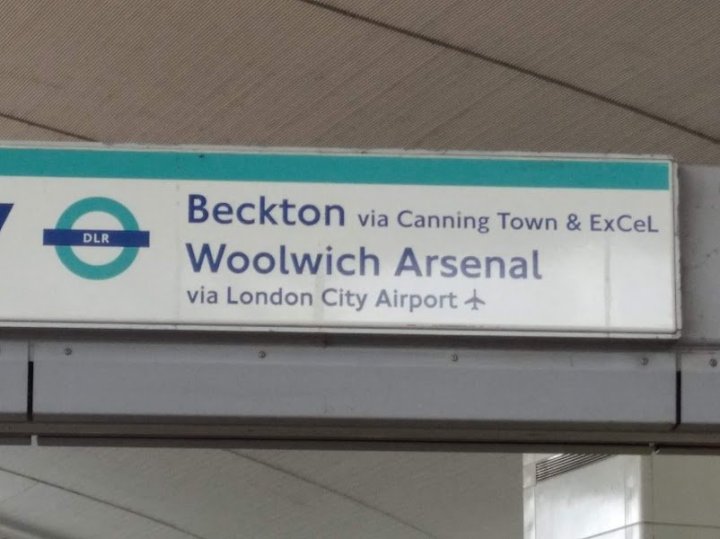 DLR
Beckton via Canning Town & ExCeL
Woolwich Arsenal
via London City Airport